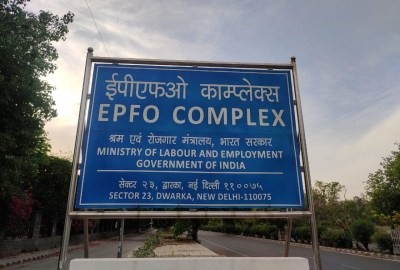 ईपीएफओ काम्प्लेक्स
EPFO COMPLEX
श्रम एवं रोजगार मंत्रालय, भारत सरकार
MINISTRY OF LABOUR AND EMPLOYMENT
GOVERNMENT OF INDIA
सेक्टर २३, द्वारका, नई दिल्ली ११००७५
SECTOR 23, DWARKA, NEW DELHI-110075